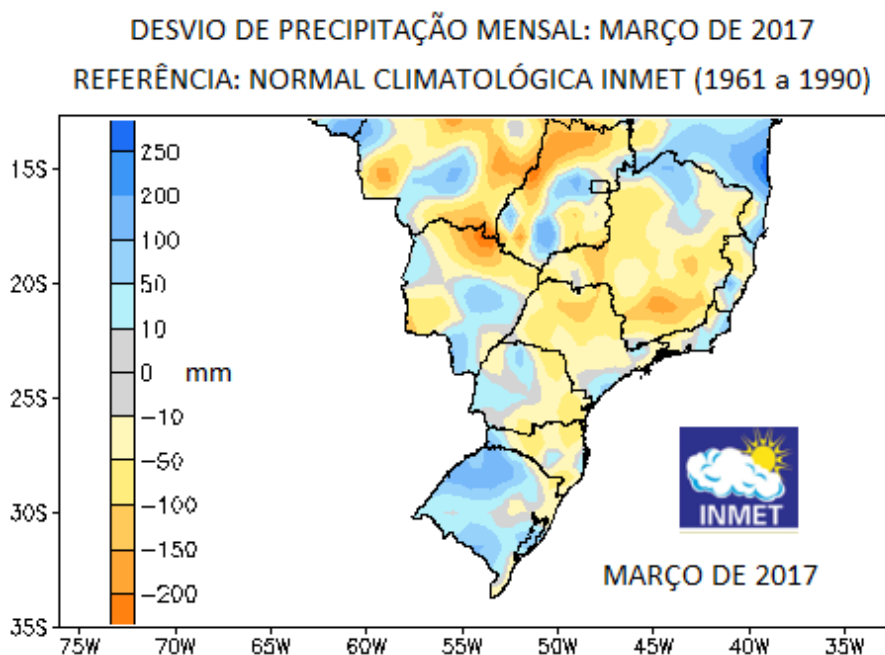 DESVIO DE PRECIPITAÇÃO MENSAL: MARÇO DE 2017
REFERÊNCIA: NORMAL CLIMATOLÓGICA INMET (1961 a 1990)
250
200
100
50
10
0 mm
-10
-50
-100
-150
-200
15S
20S
25S
30S
35S
INMET
MARÇO DE 2017
75W 70W 65W 60W 55W 50W 45W 40W 35W